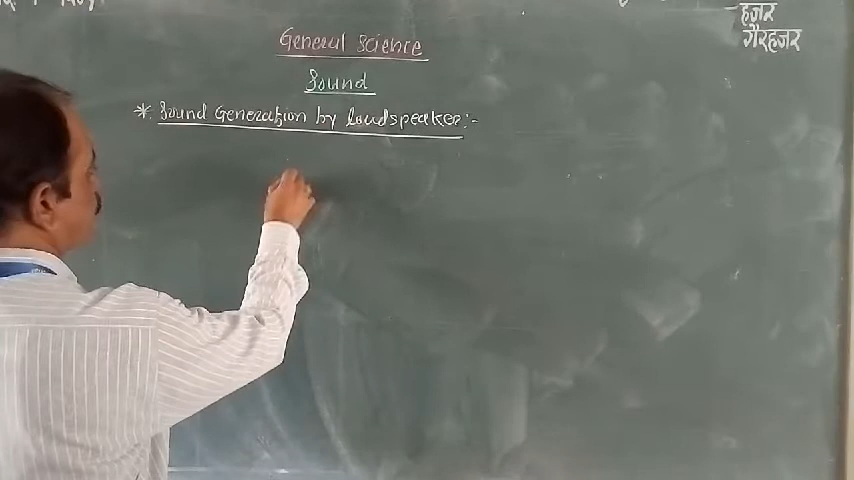 हजर
गैरहजर
General Science
Sound
* Sound Generation by loudspeaker:-